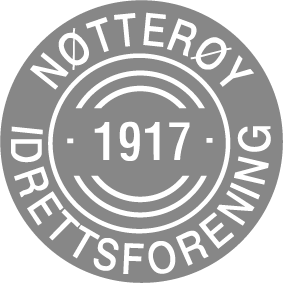 NØTTERØY
· 1917 ·
IDRETTSFORENING